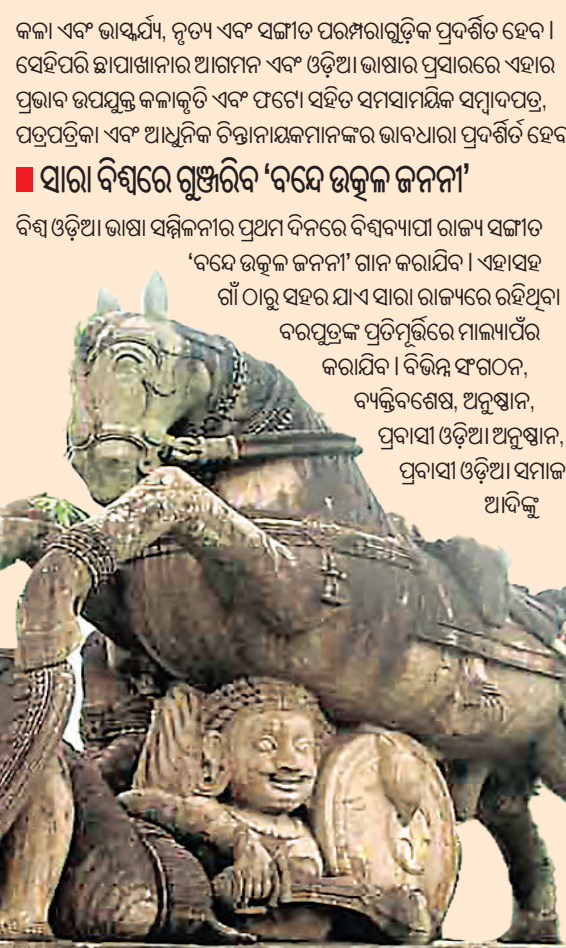 କଳା ଏବଂ ଭାସ୍କର୍ଯ୍ୟ, ନୃତ୍ୟ ଏବଂ ସଙ୍ଗୀତ ପରମ୍ପରାଗୁଡ଼ିକ ପ୍ରଦର୍ଶିତ ହେବ ।
ସେହିପରି ଛାପାଖାନାର ଆଗମନ ଏବଂ ଓଡ଼ିଆ ଭାଷାର ପ୍ରସାରରେ ଏହାର
ପ୍ରଭାବ ଉପଯୁକ୍ତ କଳାକୃତି ଏବଂ ଫଟୋ ସହିତ ସମସାମୟିକ ସମ୍ବାଦପତ୍ର,
ପତ୍ରପତ୍ରିକା ଏବଂ ଆଧୁନିକ ଚିନ୍ତାନାୟକମାନଙ୍କର ଭାବଧାରା ପ୍ରଦର୍ଶିତ ହେବ
ସାରା ବିଶ୍ୱରେ ଗୁଞ୍ଜରିବ ‘ବନ୍ଦେ ଉତ୍କଳ ଜନନୀ’
ବିଶ୍ୱ ଓଡ଼ିଆ ଭାଷା ସମ୍ମିଳନୀର ପ୍ରଥମ ଦିନରେ ବିଶ୍ୱବ୍ୟାପୀ ରାଜ୍ୟ ସଙ୍ଗୀତ
‘ବନ୍ଦେ ଉତ୍କଳ ଜନନୀ’ ଗାନ କରାଯିବ । ଏହାସହ
ଗାଁ ଠାରୁ ସହର ଯାଏ ସାରା ରାଜ୍ୟରେ ରହିଥିବା
ବରପୁତ୍ରଙ୍କ ପ୍ରତିମୂର୍ତ୍ତିରେ ମାଲ୍ୟାର୍ପଣ
କରାଯିବ । ବିଭିନ୍ନ ସଂଗଠନ,
ବ୍ୟକ୍ତିବିଶେଷ, ଅନୁଷ୍ଠାନ,
ପ୍ରବାସୀ ଓଡ଼ିଆ ଅନୁଷ୍ଠାନ,
ପ୍ରବାସୀ ଓଡ଼ିଆ ସମାଜ
ଆଦିଙ୍କୁ